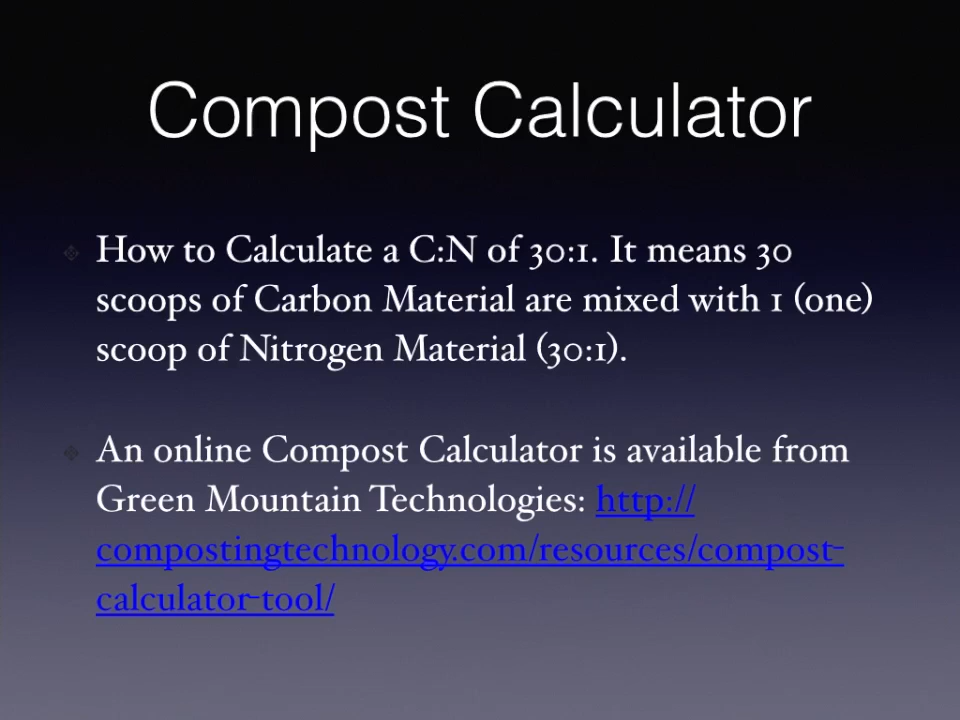 Compost Calculator
How to Calculate a C:N of 30:1. It means 30
scoops of Carbon Material are mixed with 1 (one)
scoop of Nitrogen Material (30:1).
An online Compost Calculator is available from
Green Mountain Technologies: http://
compostingtechnology.com/resources/compost-
calculator-tool/